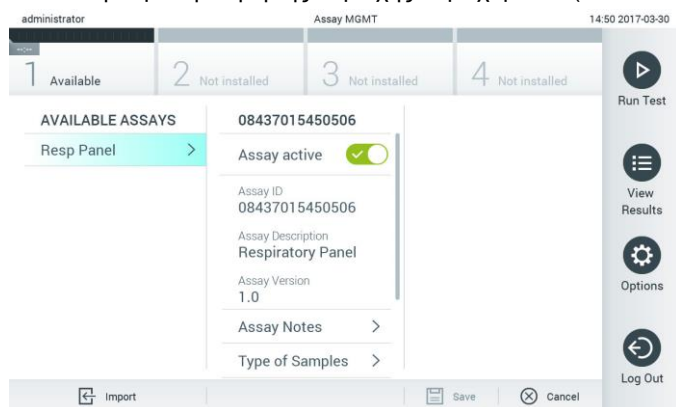 administrator Assay MGMT 14:50 2017-03-30
1 Available 2 Not installed 3 Not installed 4 Not installed
Run Test
AVAILABLE ASSAYS
Resp Panel
08437015450506
Assay active
Assay ID
08437015450506
Assay Description
Respiratory Panel
Assay Version
1.0
Assay Notes
Type of Samples
View
Results
Options
Log Out
Import
Save
Cancel